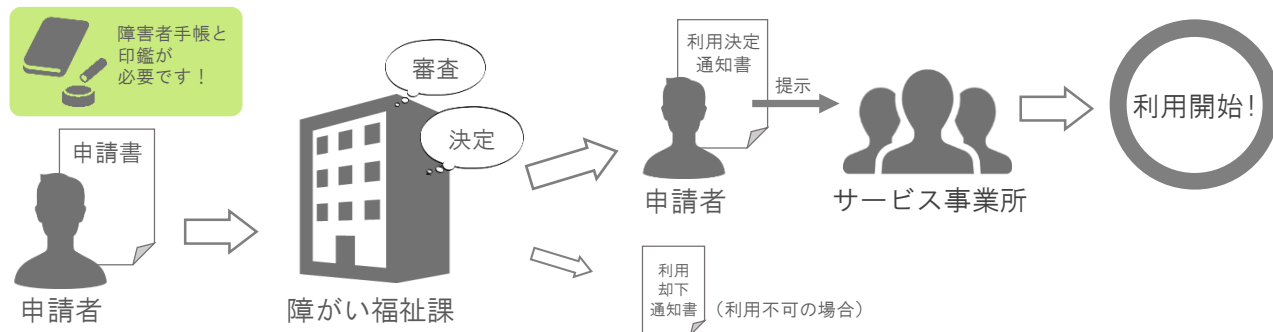 障害者手帳と
印鑑が
必要です！
申請書
申請者
審査
決定
障がい福祉課
利用決定
通知書
提示
申請者
サービス事業所
利用開始！
利用
却下
通知書
（利用不可の場合）